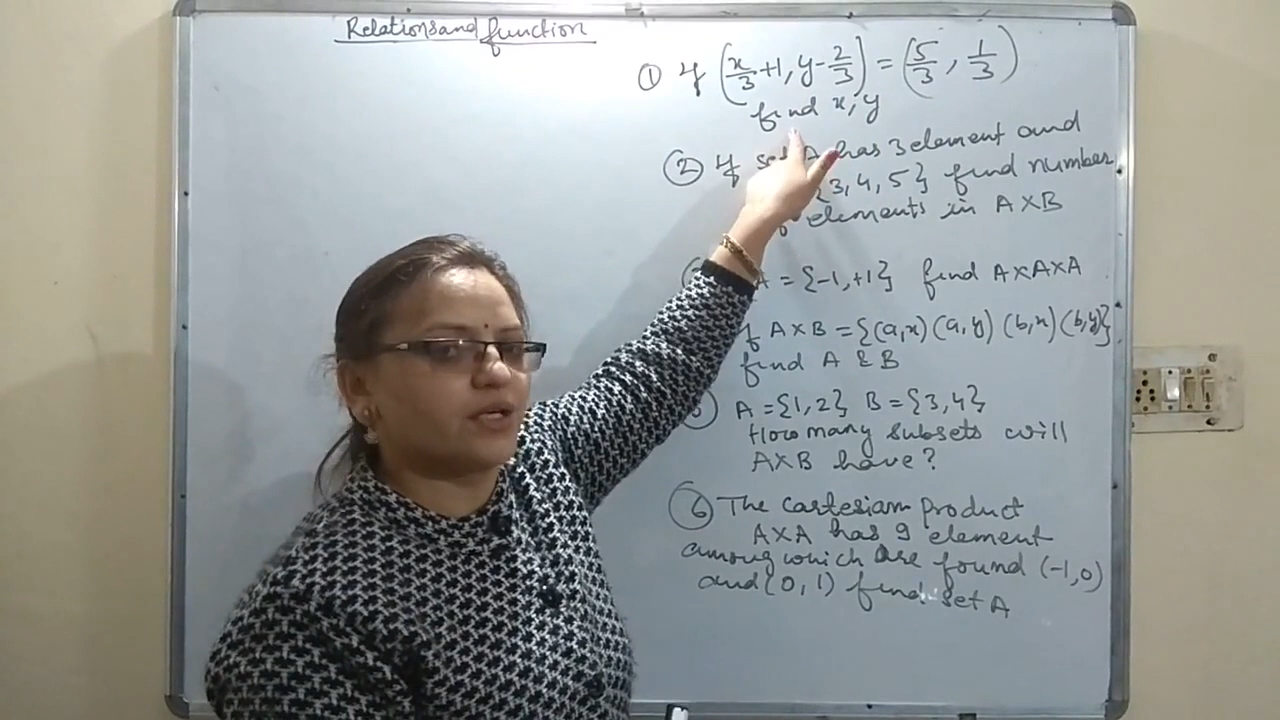 Relations and function
① If (x/3+1, y-2/3) = (5/3, 1/3)
find x, y
② If set A has 3 element and
{3, 4, 5} find number
elements in A×B
A = {-1, +1} find A×A×A
A×B = {(a,x) (a,y) (b,x) (b,y)}
find A & B
A = {1, 2} B = {3, 4}
How many subsets will
A×B have?
⑥ The cartesian product
A×A has 9 element
among which are found (-1, 0)
and (0, 1) find set A